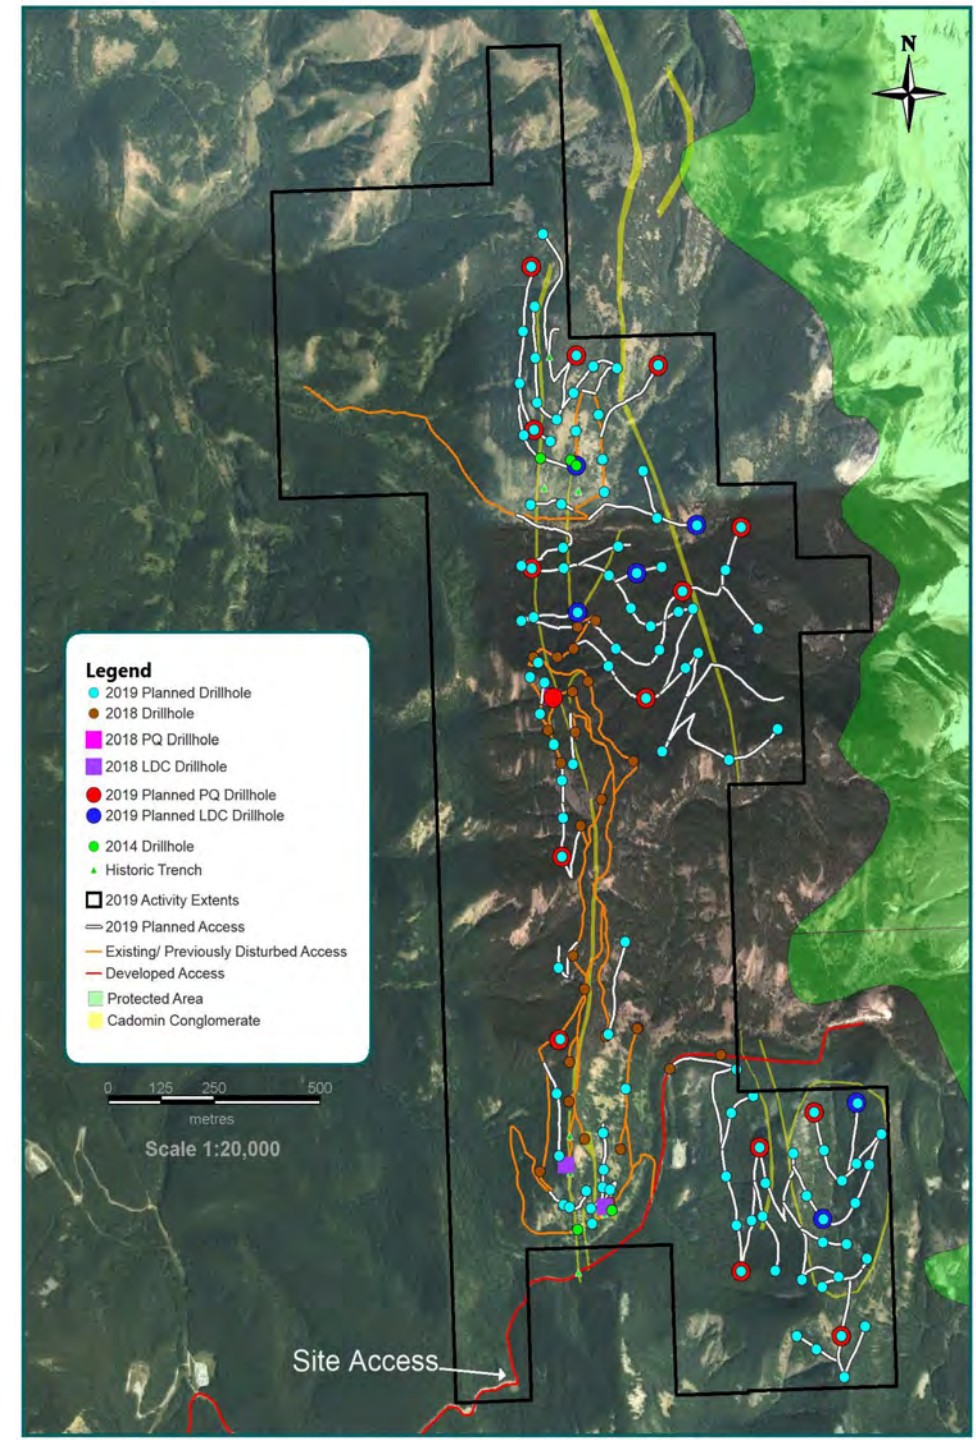 N
Legend
2019 Planned Drillhole
2018 Drillhole
2018 PQ Drillhole
2018 LDC Drillhole
2019 Planned PQ Drillhole
2019 Planned LDC Drillhole
2014 Drillhole
Historic Trench
2019 Activity Extents
2019 Planned Access
Existing/ Previously Disturbed Access
Developed Access
Protected Area
Cadomin Conglomerate
0 125 250 500
metres
Scale 1:20,000
Site Access